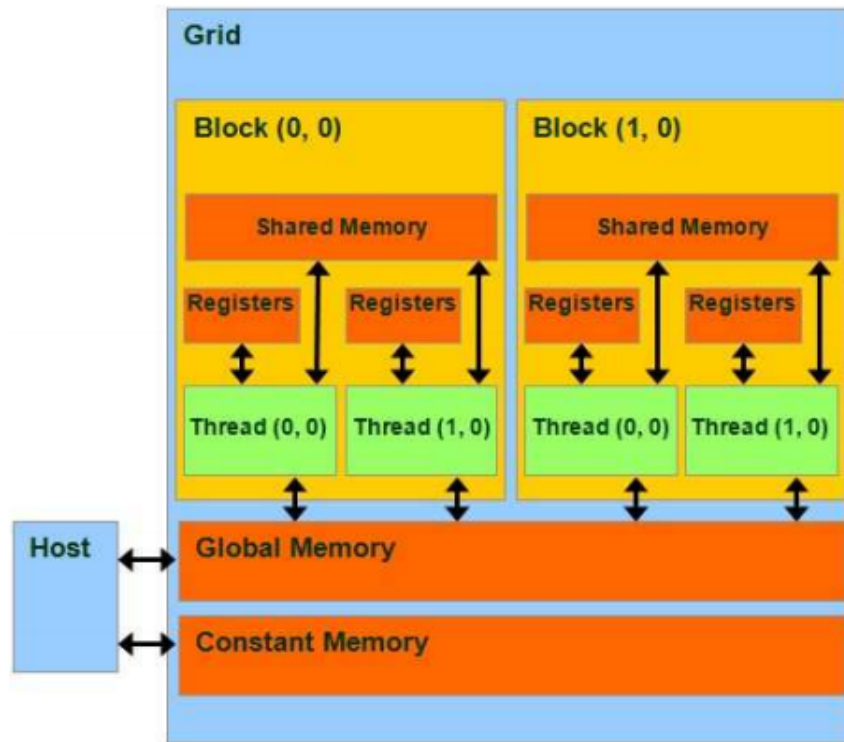 Grid
Block (0, 0)
Block (1, 0)
Shared Memory
Shared Memory
Registers
Registers
Registers
Registers
Thread (0, 0)
Thread (1, 0)
Thread (0, 0)
Thread (1, 0)
Host
Global Memory
Constant Memory